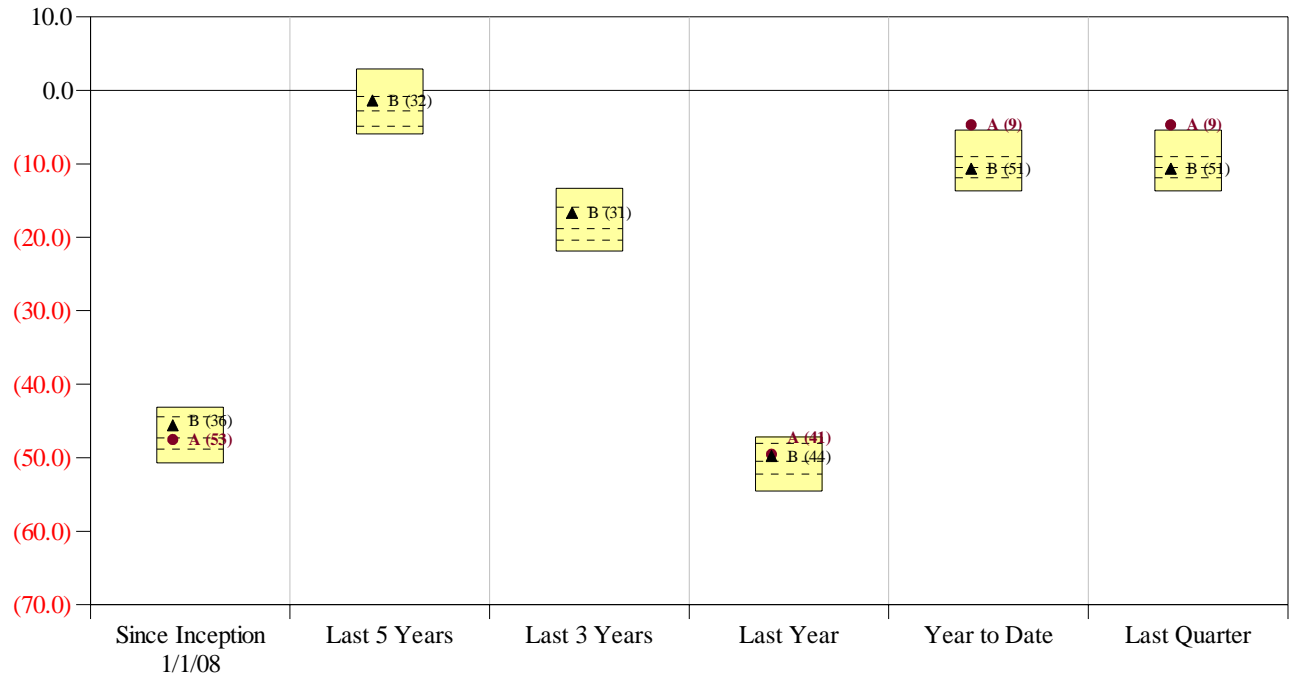 10.0
0.0
(10.0)
(20.0)
(30.0)
(40.0)
(50.0)
(60.0)
(70.0)
B (36)
A (53)
B (32)
B (31)
A (41)
B (44)
A (9)
B (51)
A (9)
B (51)
Since Inception
1/1/08
Last 5 Years
Last 3 Years
Last Year
Year to Date
Last Quarter